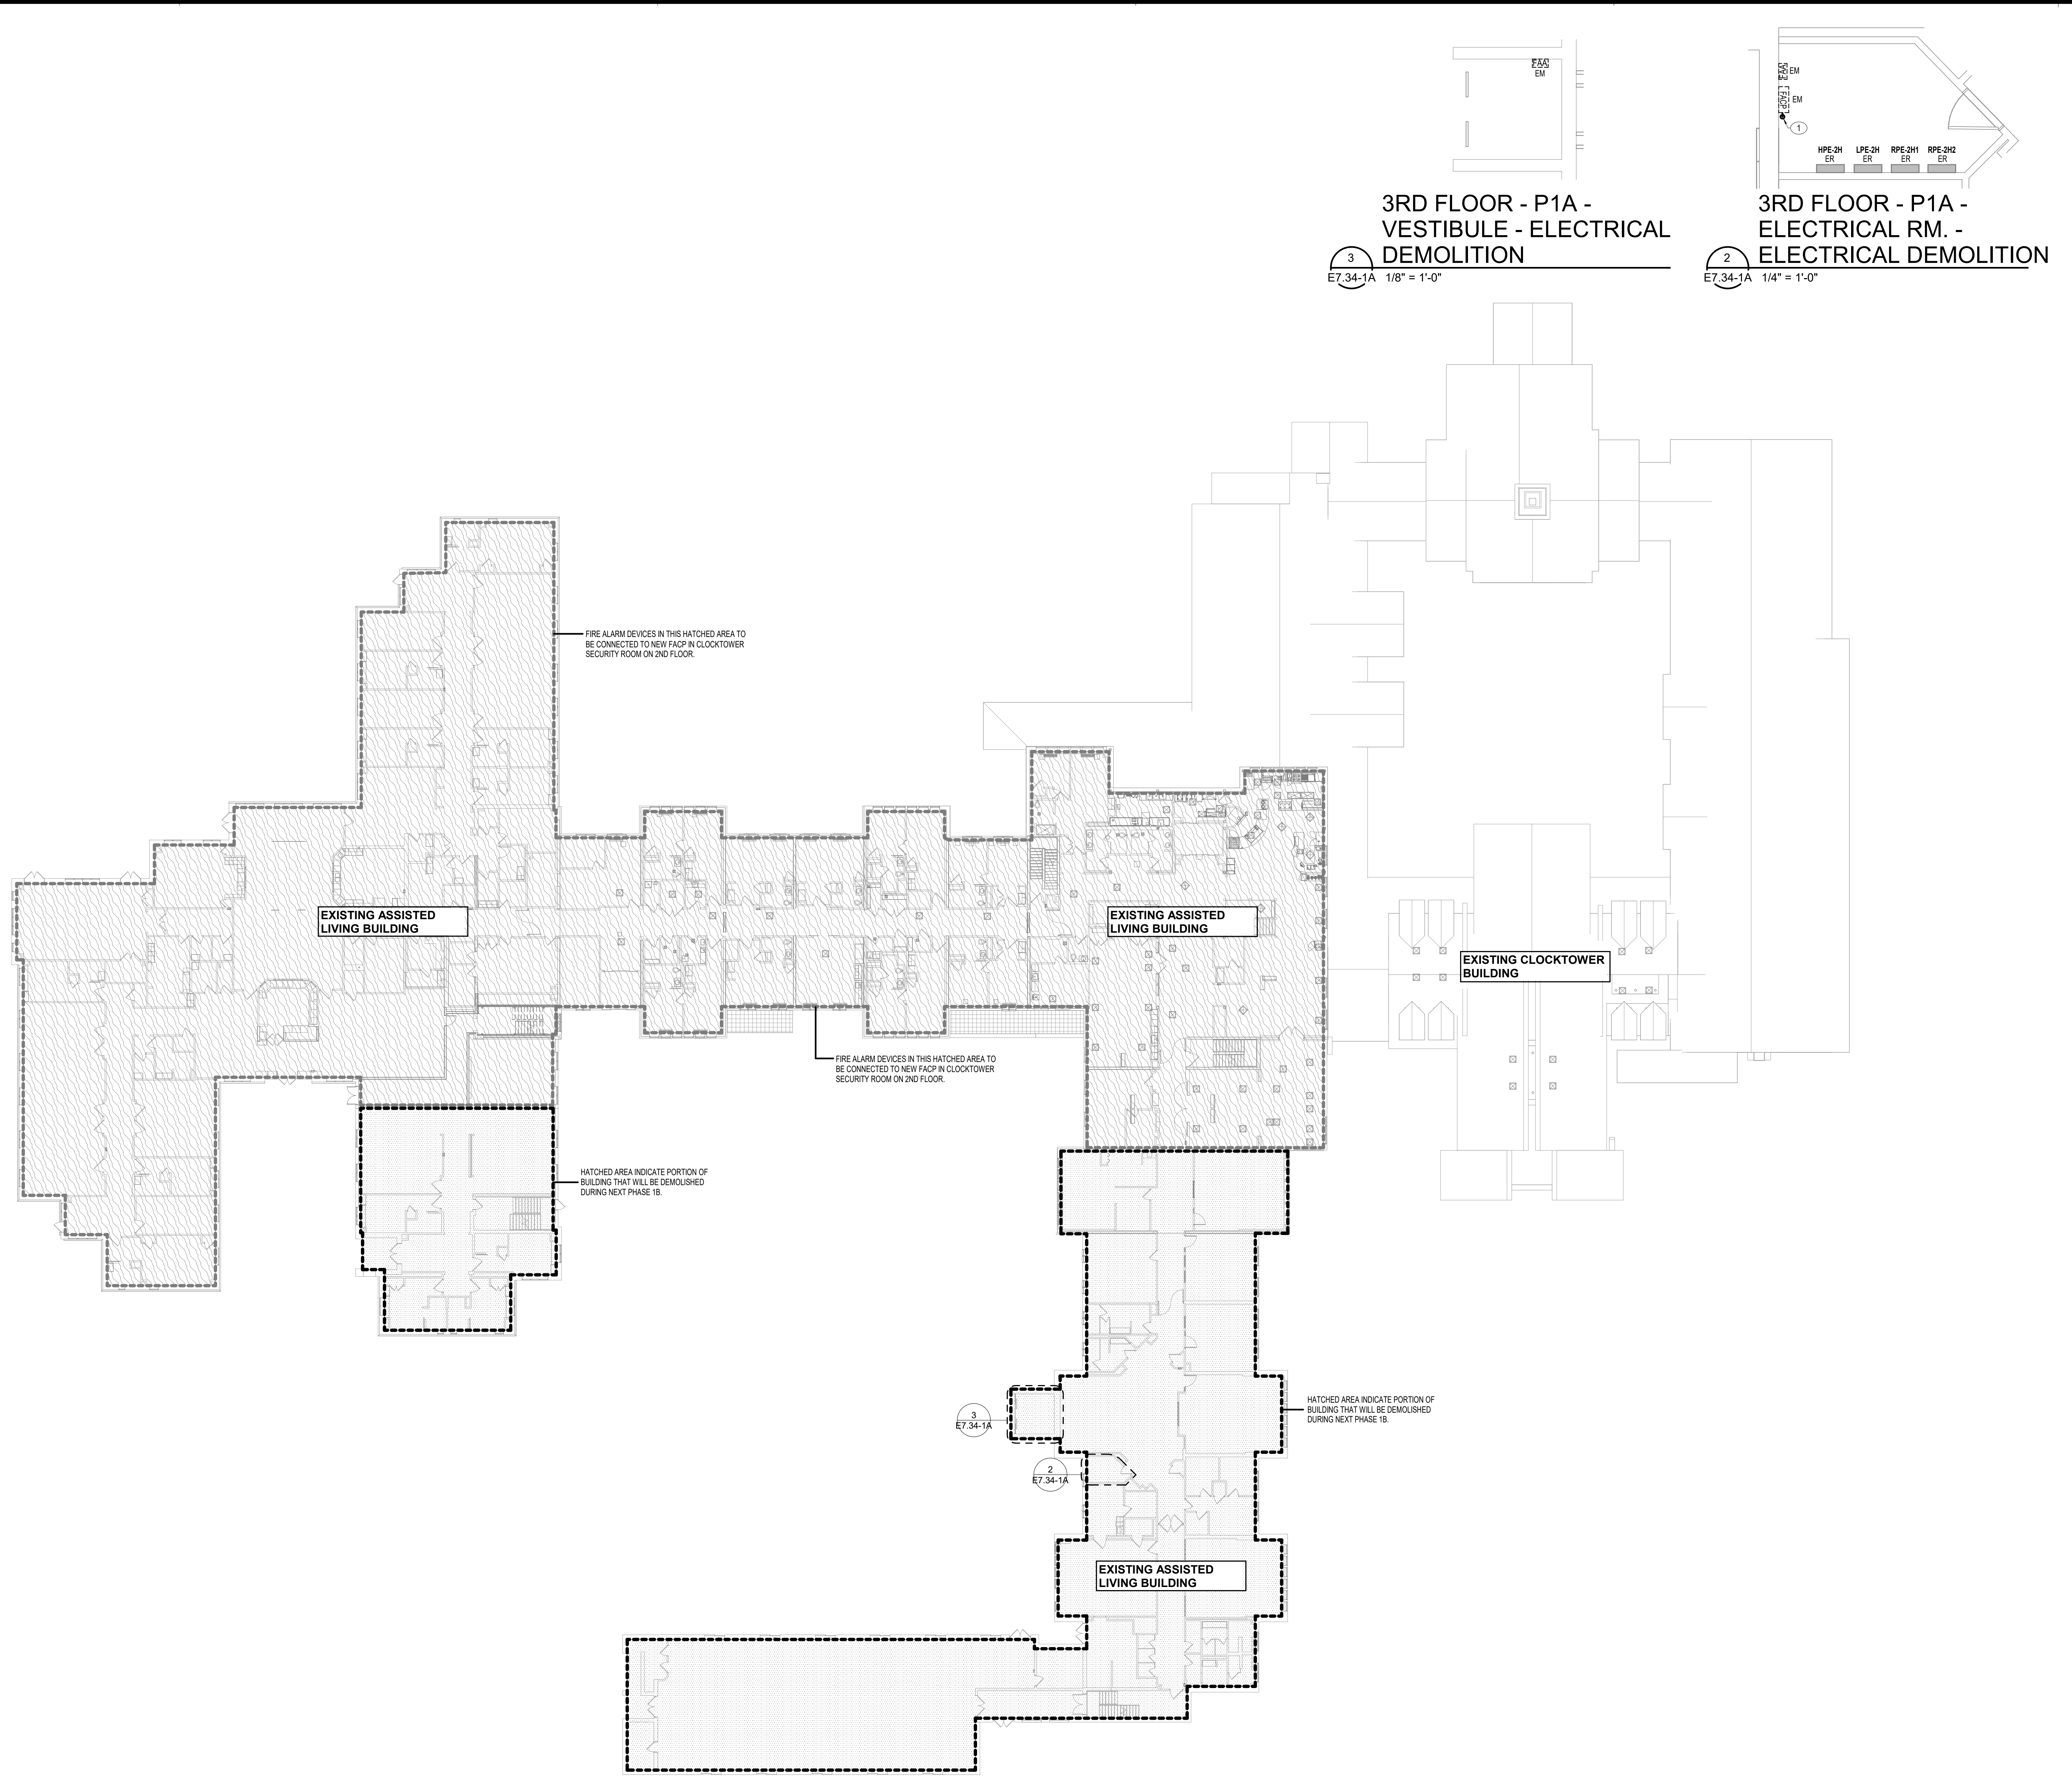 FAA
EM
EM
FACP
EM
1
HPE-2H
ER
LPE-2H
ER
RPE-2H1
ER
RPE-2H2
ER
3RD FLOOR - P1A -
VESTIBULE - ELECTRICAL
DEMOLITION
3
E7.34-1A
1/8" = 1'-0"
3RD FLOOR - P1A -
ELECTRICAL RM. -
ELECTRICAL DEMOLITION
2
E7.34-1A
1/4" = 1'-0"
FIRE ALARM DEVICES IN THIS HATCHED AREA TO
BE CONNECTED TO NEW FACP IN CLOCKTOWER
SECURITY ROOM ON 2ND FLOOR.
EXISTING ASSISTED
LIVING BUILDING
EXISTING ASSISTED
LIVING BUILDING
EXISTING CLOCKTOWER
BUILDING
FIRE ALARM DEVICES IN THIS HATCHED AREA TO
BE CONNECTED TO NEW FACP IN CLOCKTOWER
SECURITY ROOM ON 2ND FLOOR.
HATCHED AREA INDICATE PORTION OF
BUILDING THAT WILL BE DEMOLISHED
DURING NEXT PHASE 1B.
HATCHED AREA INDICATE PORTION OF
BUILDING THAT WILL BE DEMOLISHED
DURING NEXT PHASE 1B.
3
E7.34-1A
2
E7.34-1A
EXISTING ASSISTED
LIVING BUILDING